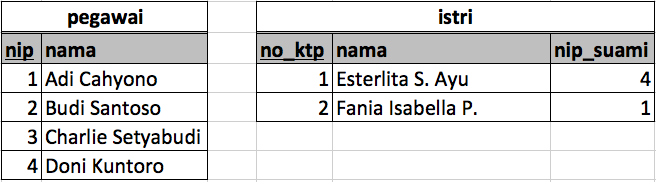 pegawai istri
nip nama no_ktp nama nip_suami
1 Adi Cahyono 1 Esterlita S. Ayu 4
2 Budi Santoso 2 Fania Isabella P. 1
3 Charlie Setyabudi
4 Doni Kuntoro